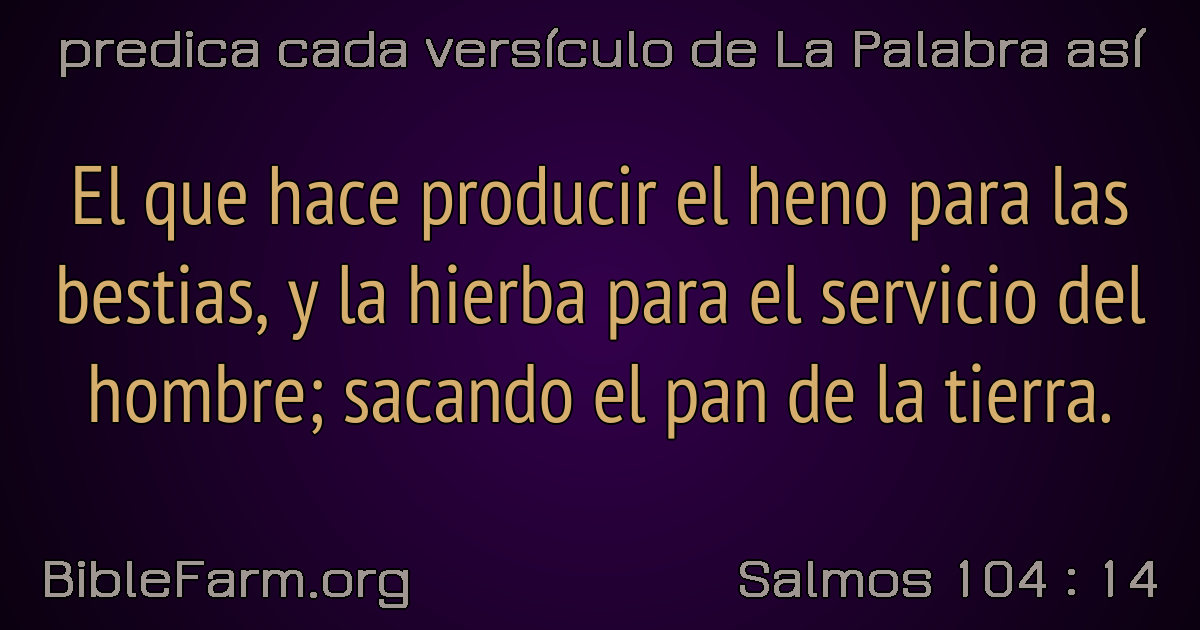 predica cada versículo de La Palabra así
El que hace producir el heno para las
bestias, y la hierba para el servicio del
hombre; sacando el pan de la tierra.
BibleFarm.org
Salmos 104 : 14